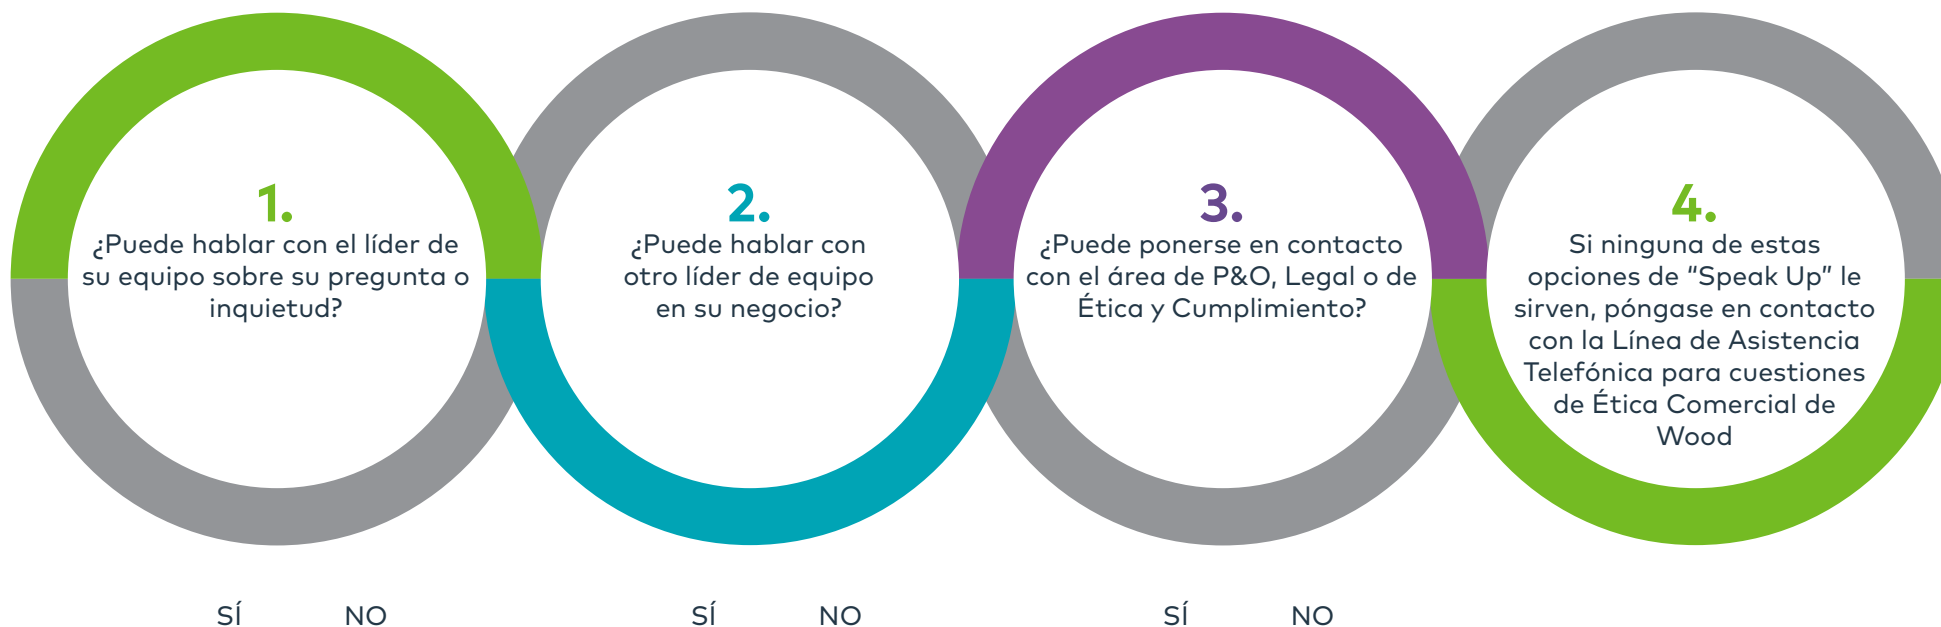 1.
¿Puede hablar con el líder de
su equipo sobre su pregunta o
inquietud?
2.
¿Puede hablar con
otro líder de equipo
en su negocio?
3.
¿Puede ponerse en contacto
con el área de P&O, Legal o de
Ética y Cumplimiento?
4.
Si ninguna de estas
opciones de “Speak Up” le
sirven, póngase en contacto
con la Línea de Asistencia
Telefónica para cuestiones
de Ética Comercial de
Wood
SÍ NO
SÍ NO
SÍ NO